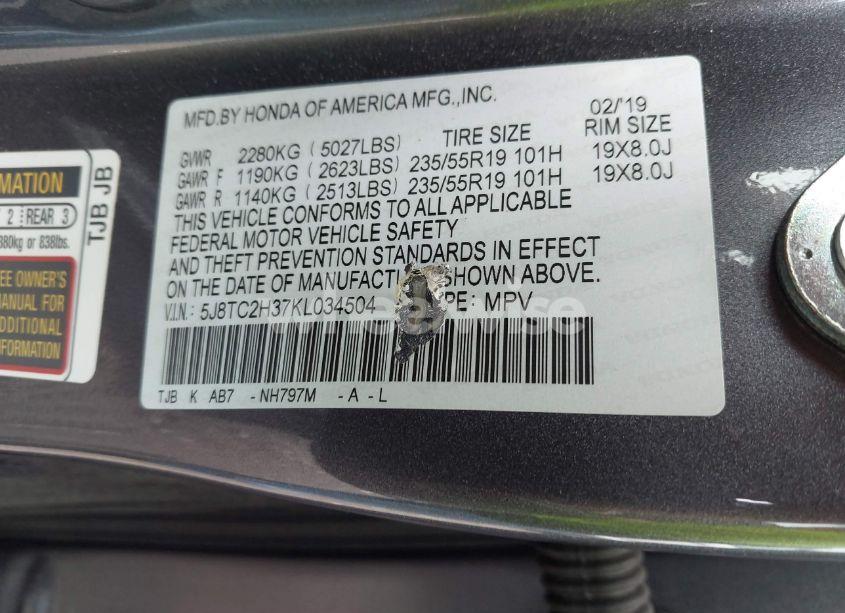 MFD.BY HONDA OF AMERICA MFG.,INC. 02/'19
GVWR 2280KG (5027LBS) TIRE SIZE RIM SIZE
GAWR F 1190KG (2623LBS) 235/55R19 101H 19X8.0J
GAWR R 1140KG (2513LBS) 235/55R19 101H 19X8.0J
THIS VEHICLE CONFORMS TO ALL APPLICABLE
FEDERAL MOTOR VEHICLE SAFETY
AND THEFT PREVENTION STANDARDS IN EFFECT
ON THE DATE OF MANUFACT SHOWN ABOVE.
V.I.N.: 5J8TC2H37KL034504 PE: MPV
TJB K AB7 -NH797M -A -L
MATION
2 REAR 3
380kg or 838lbs.
EE OWNER'S
ANUAL FOR
ADDITIONAL
NFORMATION
TJB JB